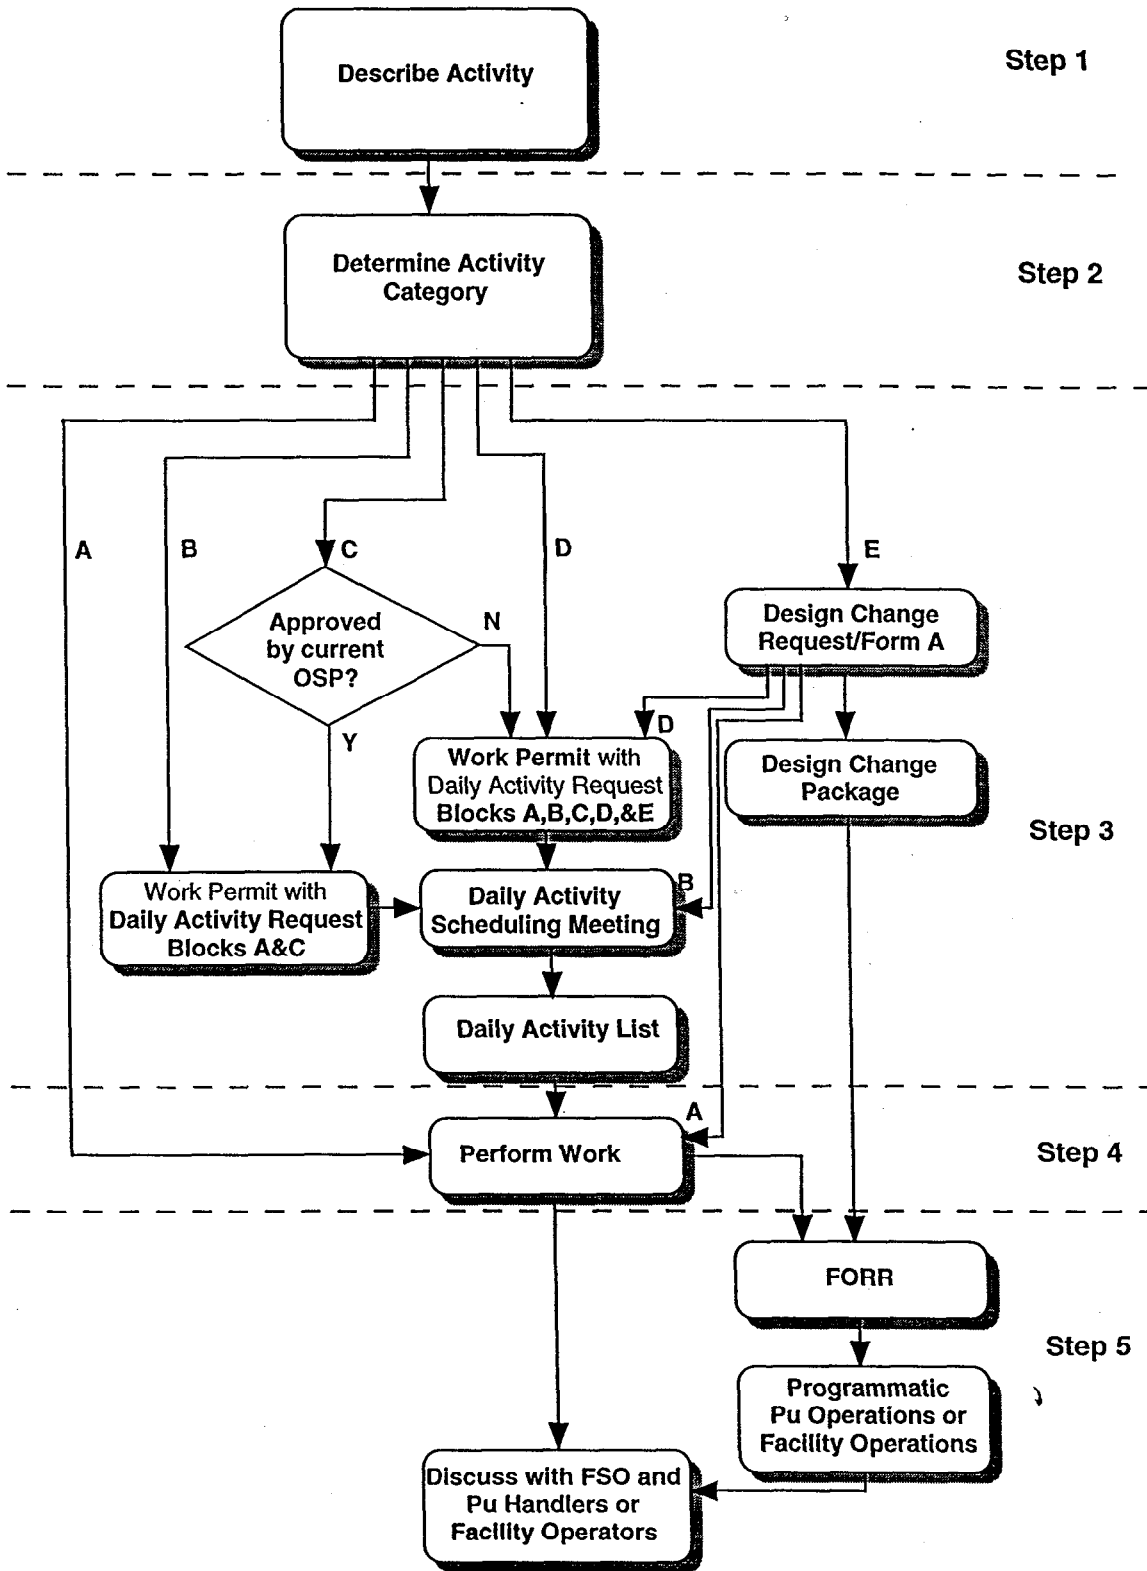 Describe Activity
Step 1
Determine Activity
Category
Step 2
A
B
C
D
E
Approved
by current
OSP?
N
Y
Design Change
Request/Form A
D
Work Permit with
Daily Activity Request
Blocks A,B,C,D,&E
Design Change
Package
Step 3
Work Permit with
Daily Activity Request
Blocks A&C
Daily Activity
Scheduling Meeting
B
Daily Activity List
A
Perform Work
Step 4
FORR
Step 5
Programmatic
Pu Operations or
Facility Operations
Discuss with FSO and
Pu Handlers or
Facility Operators